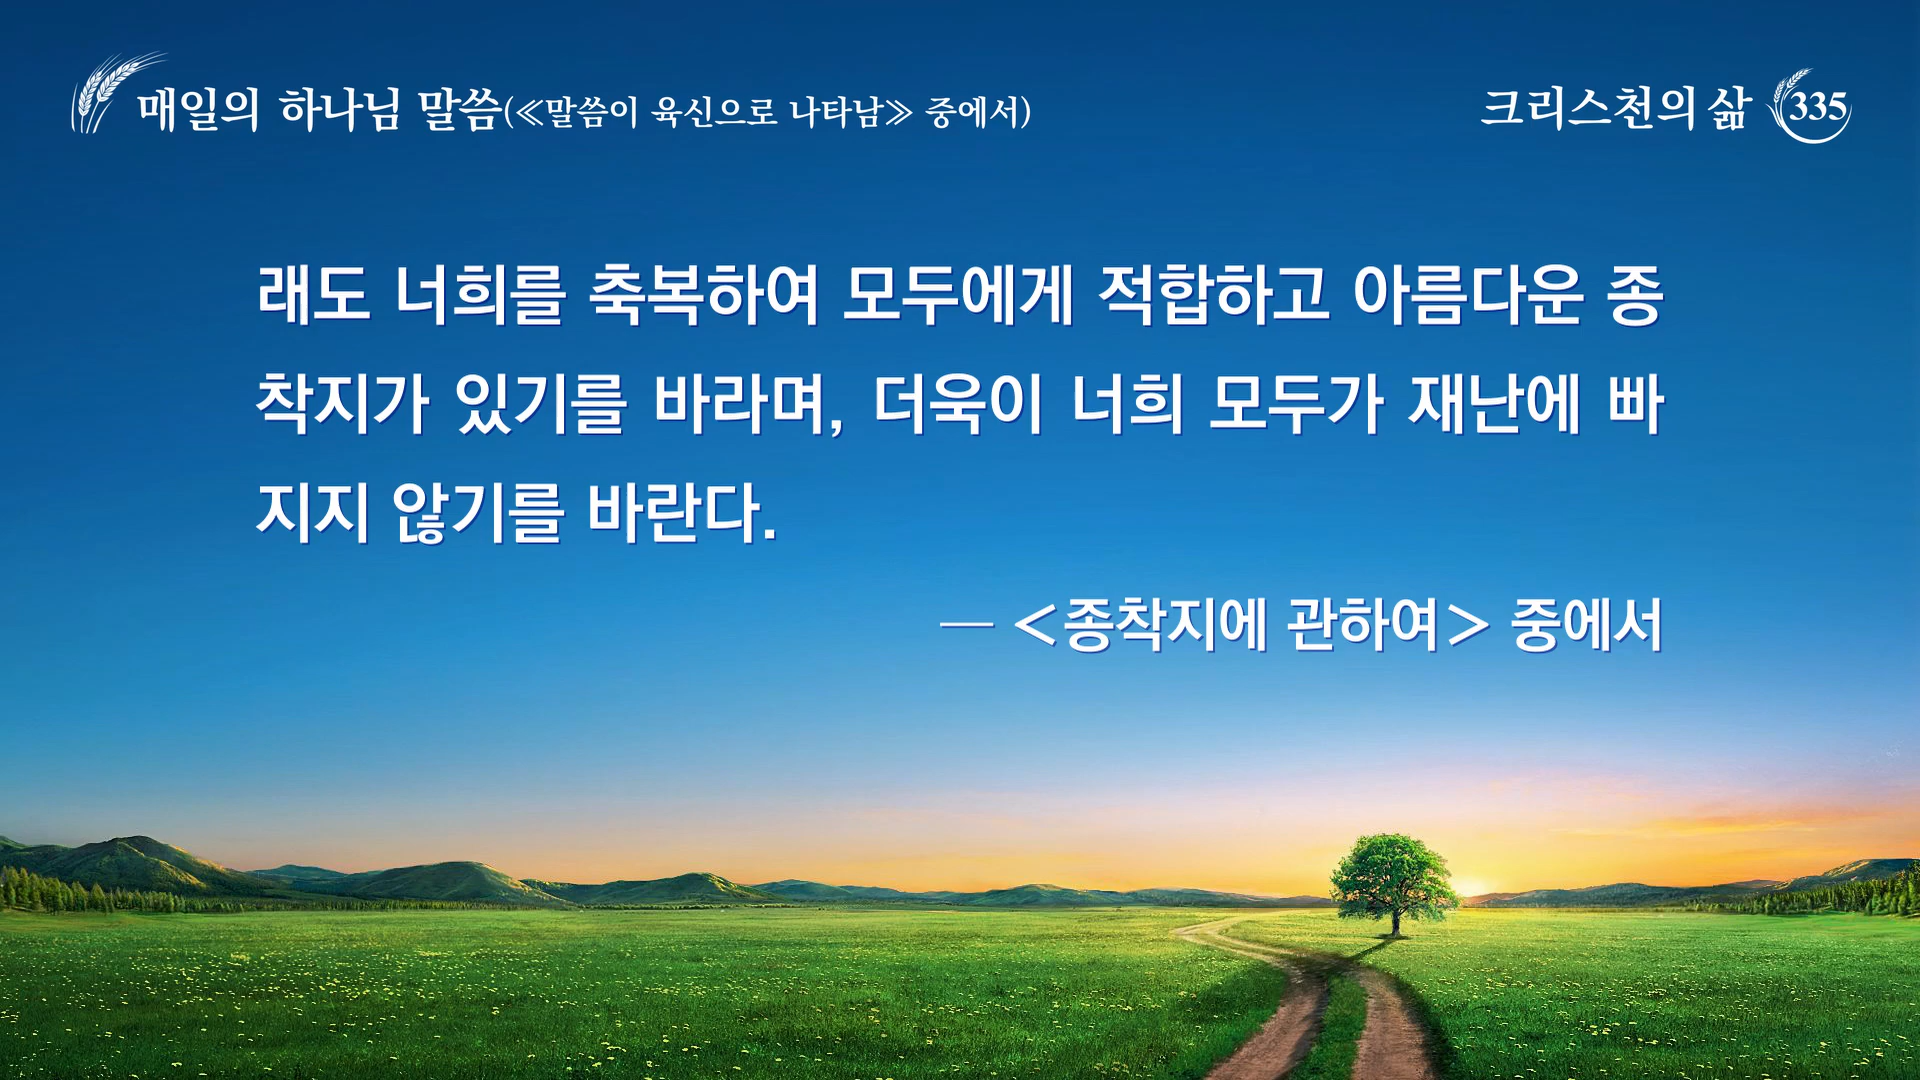 매일의 하나님 말씀(≪말씀이 육신으로 나타남≫ 중에서)
크리스천의 삶 335
래도 너희를 축복하여 모두에게 적합하고 아름다운 종
착지가 있기를 바라며, 더욱이 너희 모두가 재난에 빠
지지 않기를 바란다.
— <종착지에 관하여> 중에서